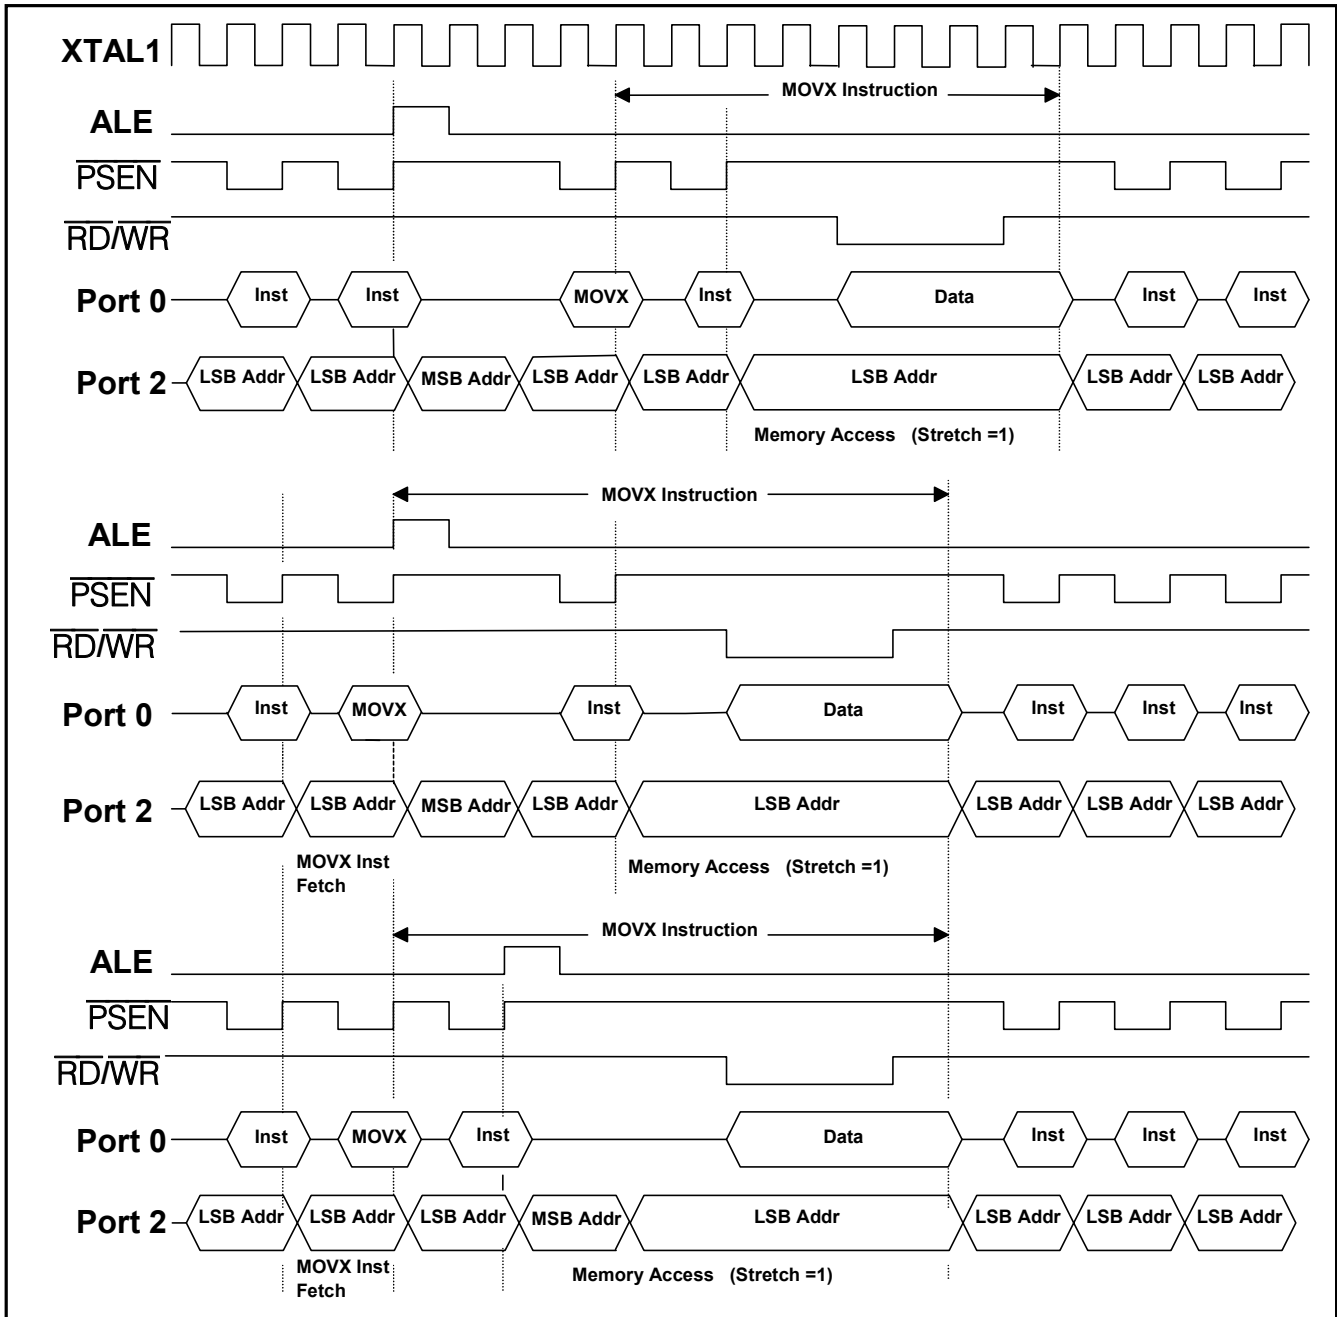 XTAL1
MOVX Instruction
ALE
PSEN
RD/WR
Port 0 Inst Inst MOVX Inst Data Inst Inst
Port 2 LSB Addr LSB Addr MSB Addr LSB Addr LSB Addr LSB Addr LSB Addr LSB Addr
Memory Access (Stretch =1)
MOVX Instruction
ALE
PSEN
RD/WR
Port 0 Inst MOVX Inst Data Inst Inst Inst
Port 2 LSB Addr LSB Addr MSB Addr LSB Addr LSB Addr LSB Addr LSB Addr LSB Addr
MOVX Inst
Fetch
Memory Access (Stretch =1)
MOVX Instruction
ALE
PSEN
RD/WR
Port 0 Inst MOVX Inst Data Inst Inst Inst
Port 2 LSB Addr LSB Addr LSB Addr MSB Addr LSB Addr LSB Addr LSB Addr LSB Addr
MOVX Inst
Fetch
Memory Access (Stretch =1)